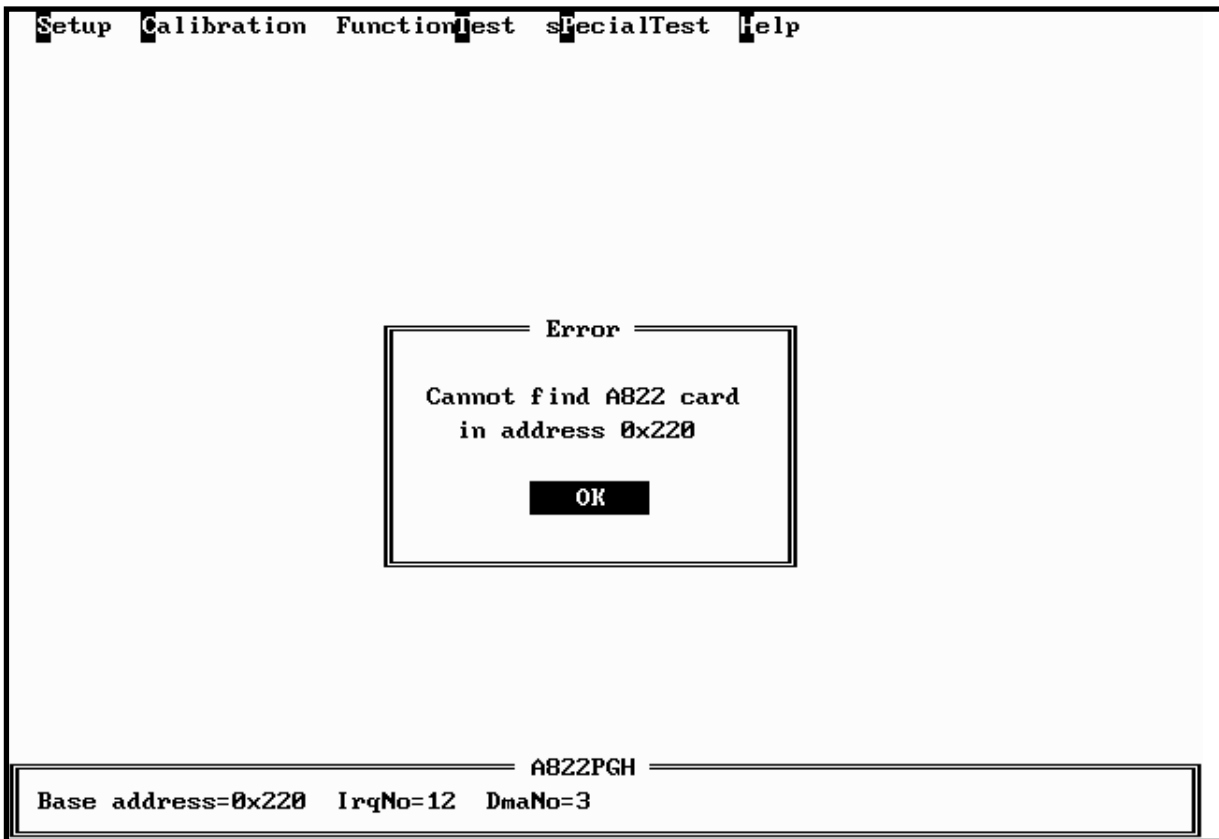 Setup Calibration FunctionTest sPecialTest Help
Error
Cannot find A822 card
in address 0x220
OK
A822PGH
Base address=0x220 IrqNo=12 DmaNo=3